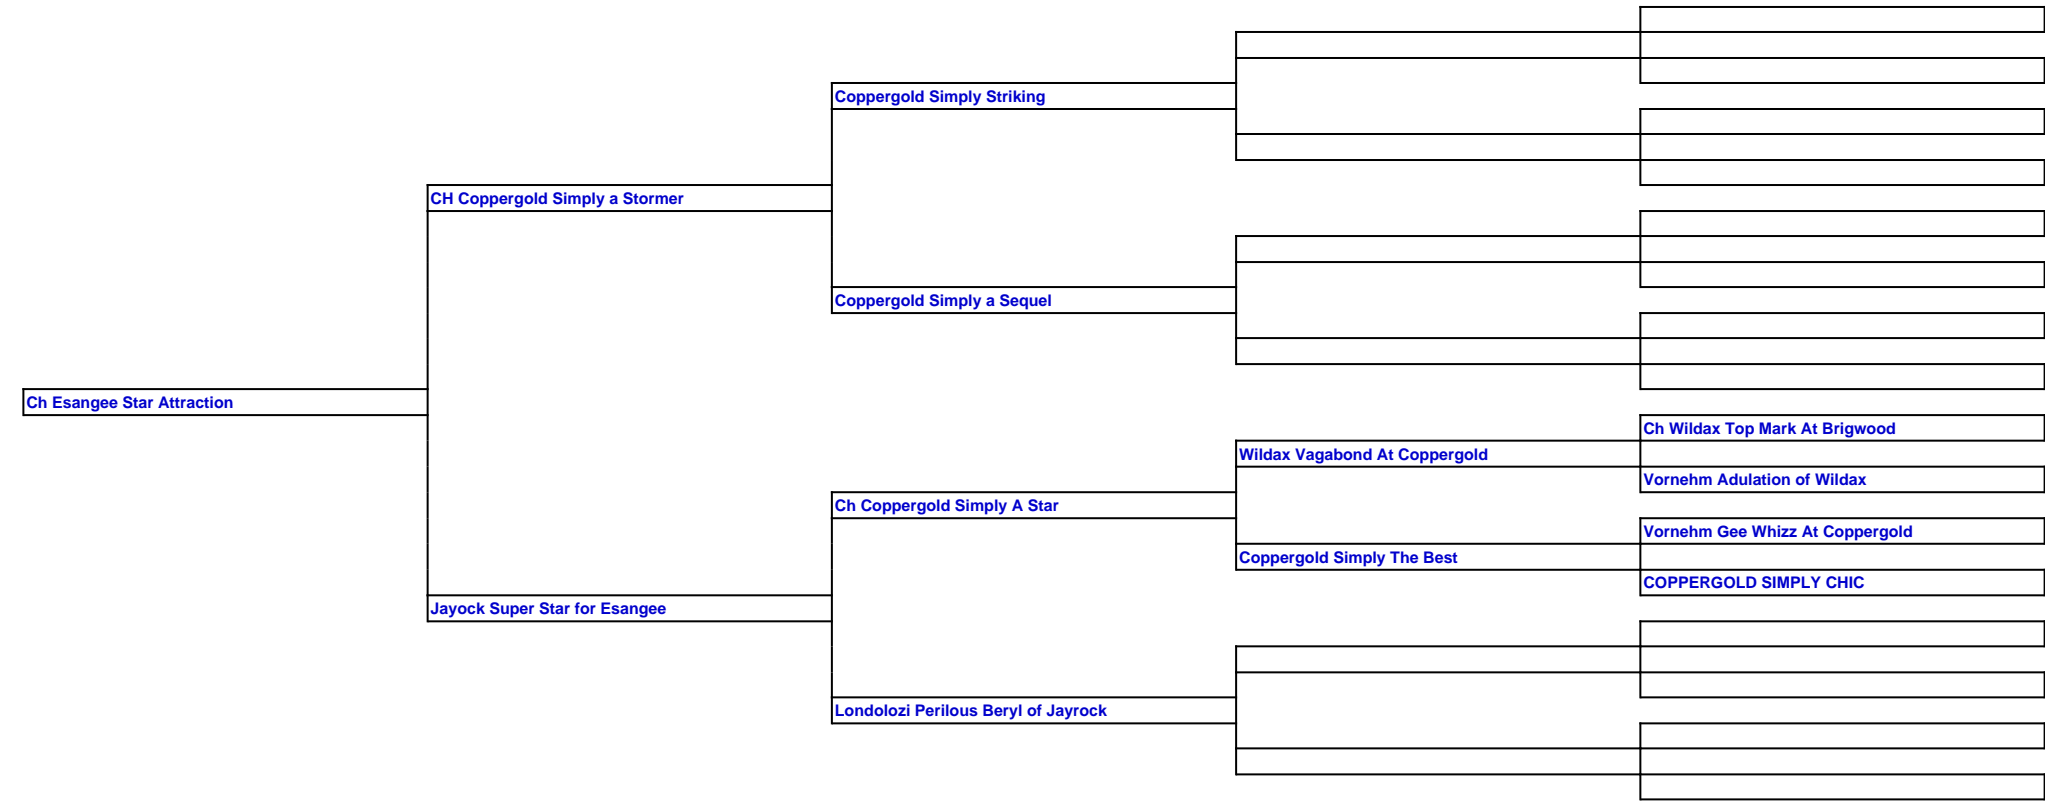 Coppergold Simply Striking
CH Coppergold Simply a Stormer
Coppergold Simply a Sequel
Ch Esangee Star Attraction
Ch Wildax Top Mark At Brigwood
Wildax Vagabond At Coppergold
Vornehm Adulation of Wildax
Ch Coppergold Simply A Star
Vornehm Gee Whizz At Coppergold
Coppergold Simply The Best
COPPERGOLD SIMPLY CHIC
Jayock Super Star for Esangee
Londolozi Perilous Beryl of Jayrock